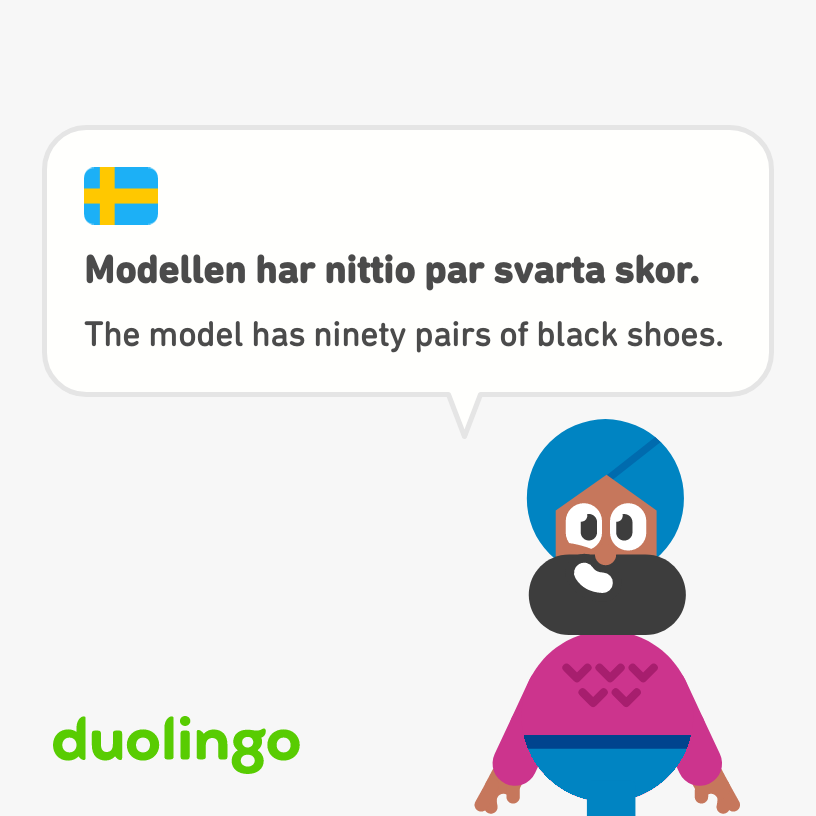 Modellen har nittio par svarta skor.
The model has ninety pairs of black shoes.
duolingo